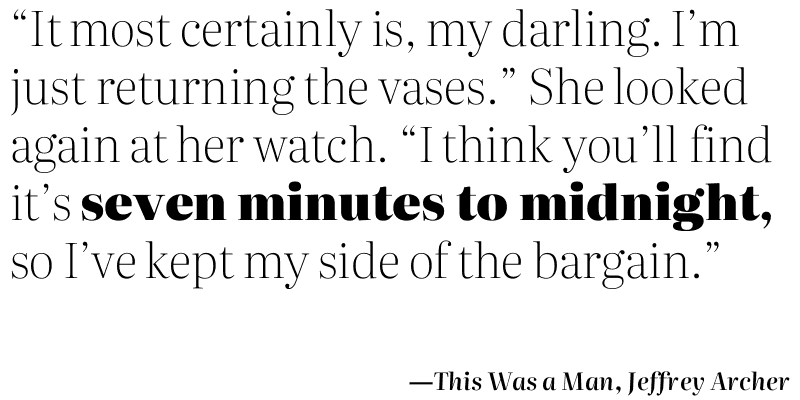 “It most certainly is, my darling. I’m
just returning the vases.” She looked
again at her watch. “I think you’ll find
it’s seven minutes to midnight,
so I’ve kept my side of the bargain.”
—This Was a Man, Jeffrey Archer